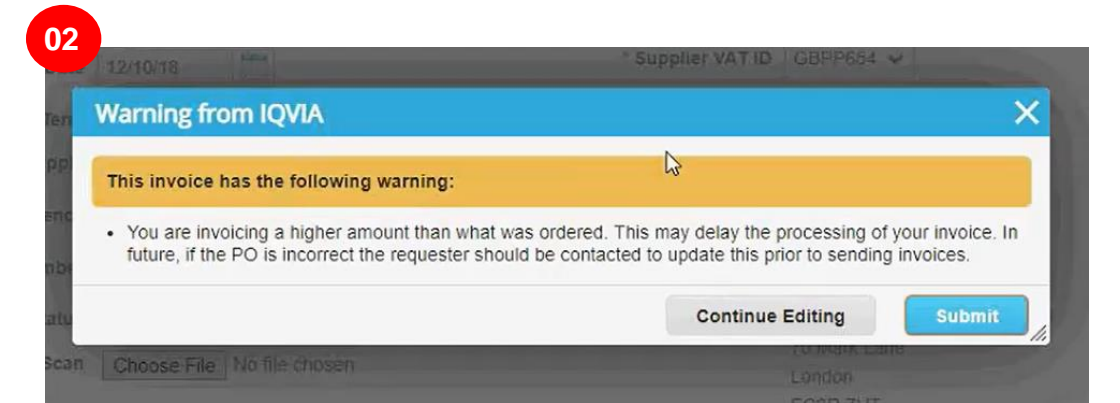 02
12/10/18
* Supplier VAT ID GBPP664
Warning from IQVIA
This invoice has the following warning:
• You are invoicing a higher amount than what was ordered. This may delay the processing of your invoice. In
future, if the PO is incorrect the requester should be contacted to update this prior to sending invoices.
Continue Editing Submit
Scan Choose File No file chosen
London